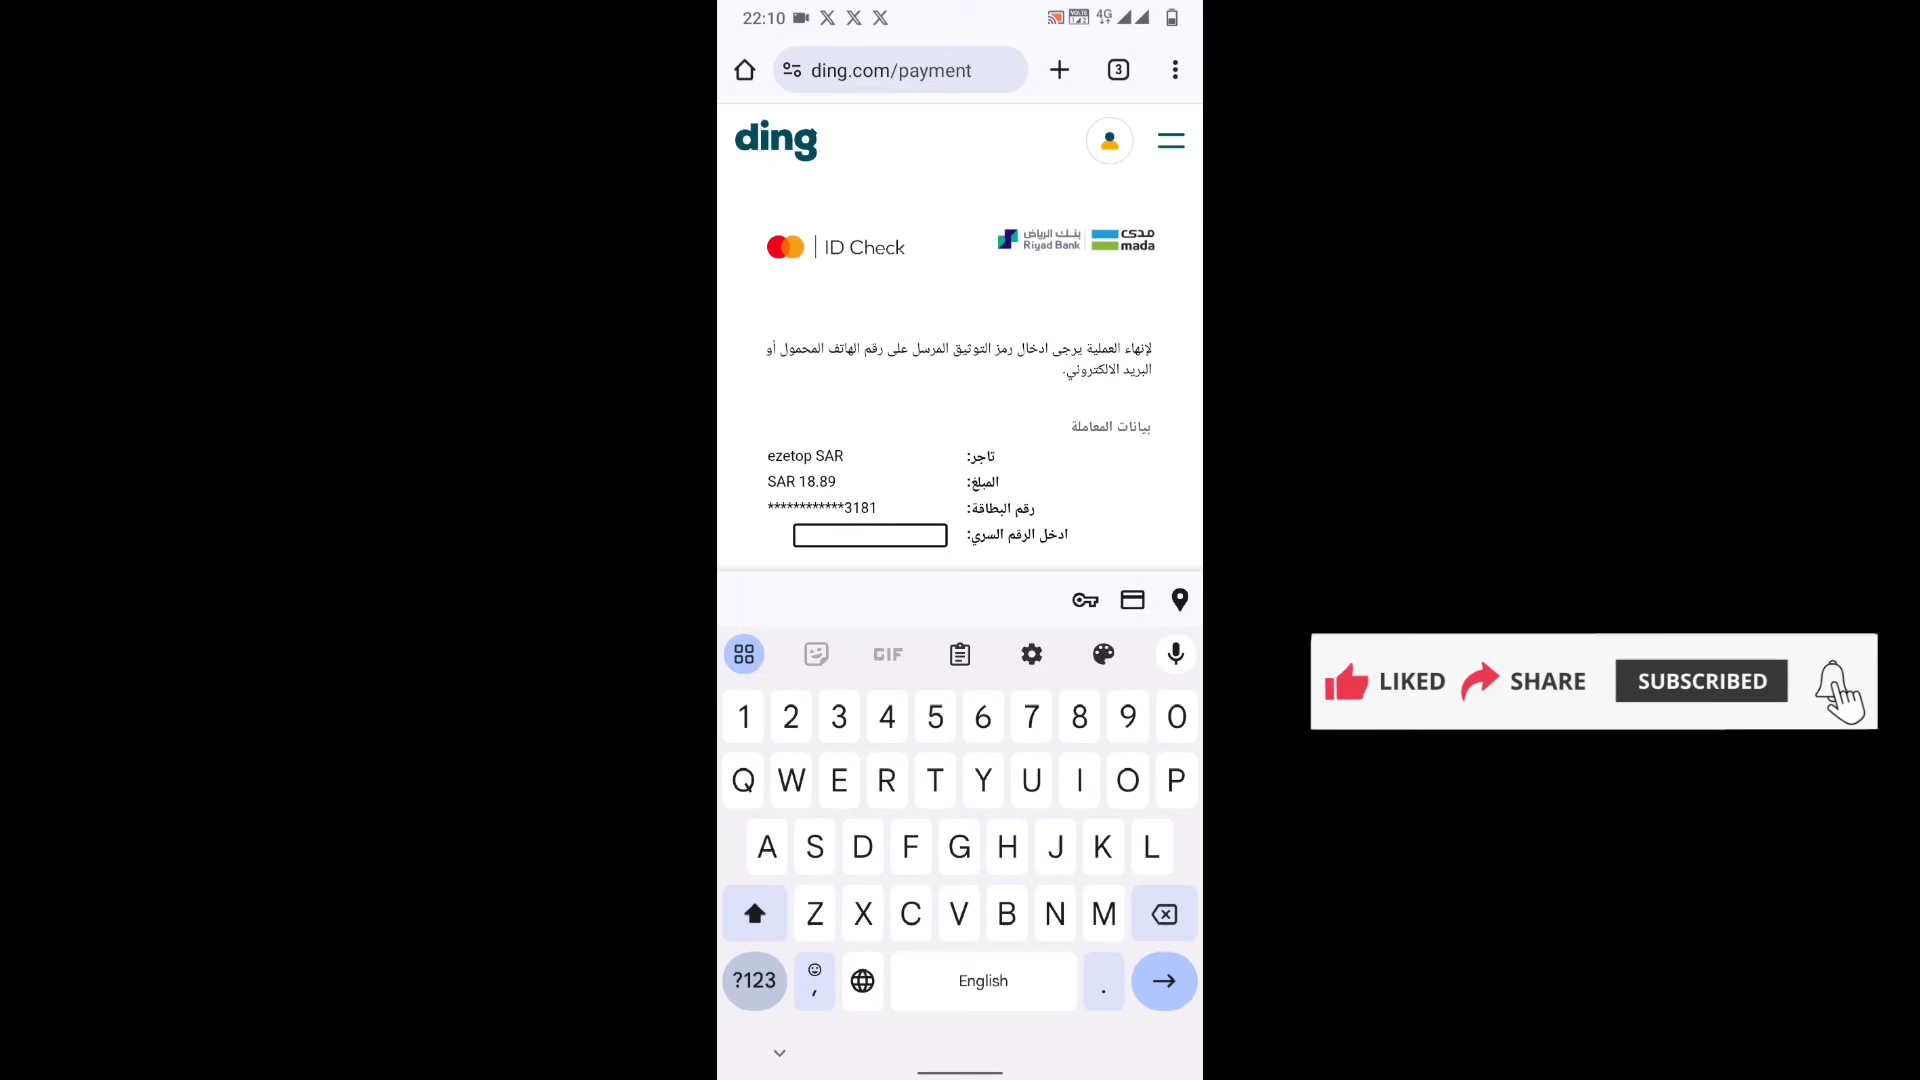 22:10
4G
ding.com/payment
3
ding
ID Check
بنك الرياض
Riyad Bank
مدى
mada
لإنهاء العملية يرجى ادخال رمز التوثيق المرسل على رقم الهاتف المحمول أو
البريد الالكتروني.
بيانات المعاملة
تاجر: ezetop SAR
المبلغ: SAR 18.89
رقم البطاقة: ************3181
ادخل الرقم السري:
GIF
1 2 3 4 5 6 7 8 9 0
Q W E R T Y U I O P
A S D F G H J K L
Z X C V B N M
?123 , English .
LIKED SHARE SUBSCRIBED